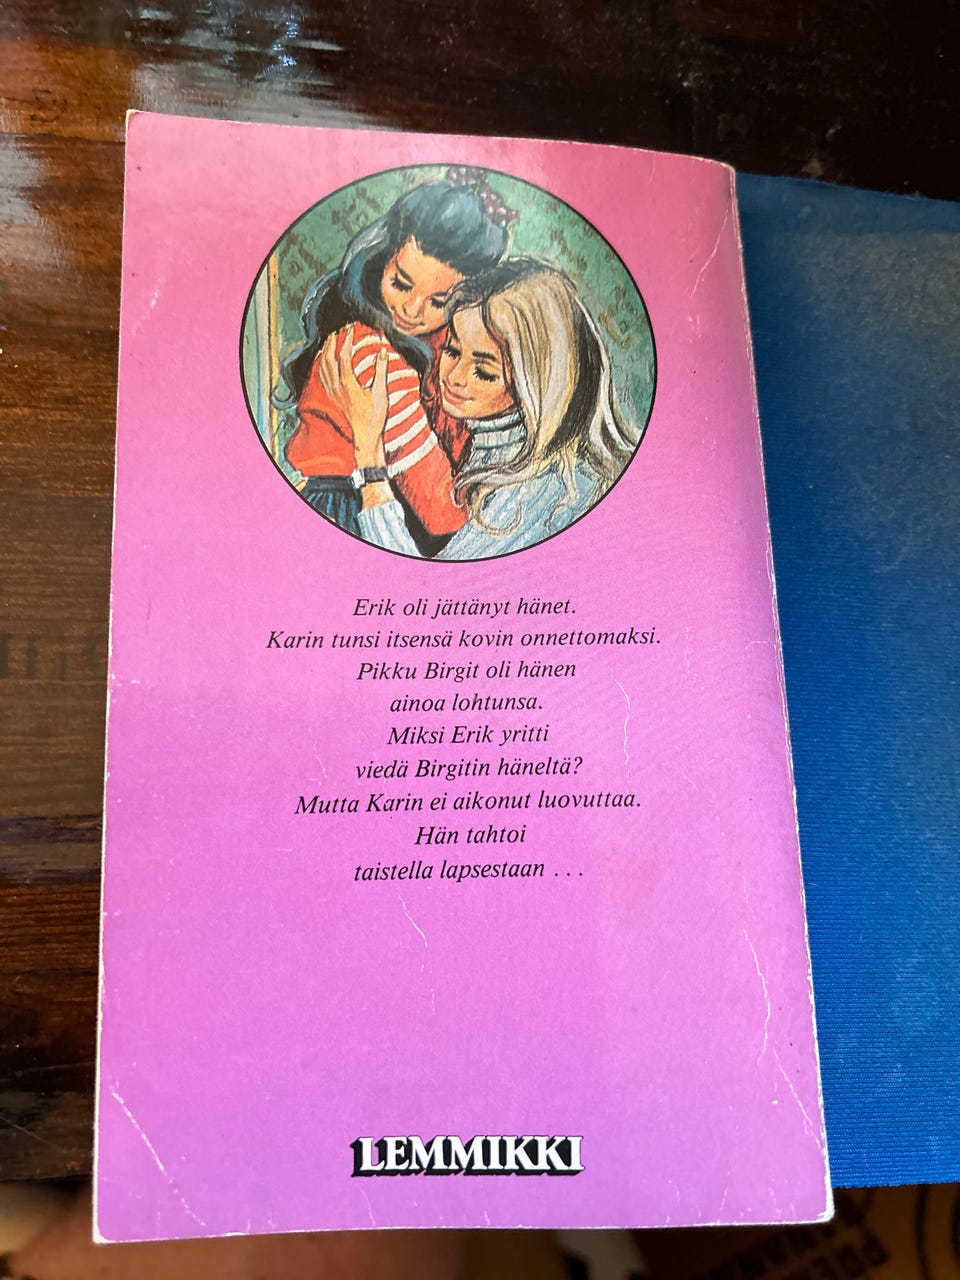 Erik oli jättänyt hänet.
Karin tunsi itsensä kovin onnettomaksi.
Pikku Birgit oli hänen
ainoa lohtunsa.
Miksi Erik yritti
viedä Birgitin häneltä?
Mutta Karin ei aikonut luovuttaa.
Hän tahtoi
taistella lapsestaan . . .
LEMMIKKI